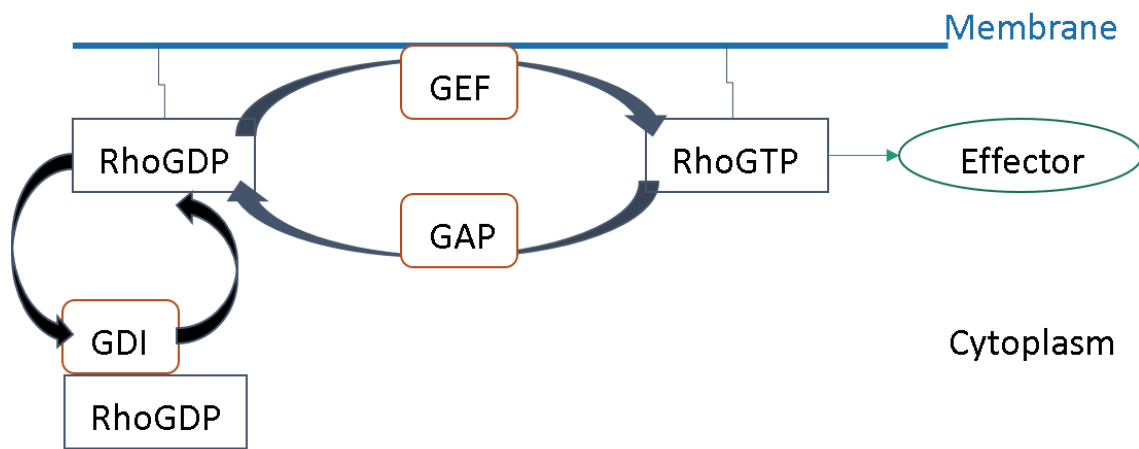 Membrane
GEF
RhoGDP
RhoGTP
Effector
GAP
GDI
Cytoplasm
RhoGDP